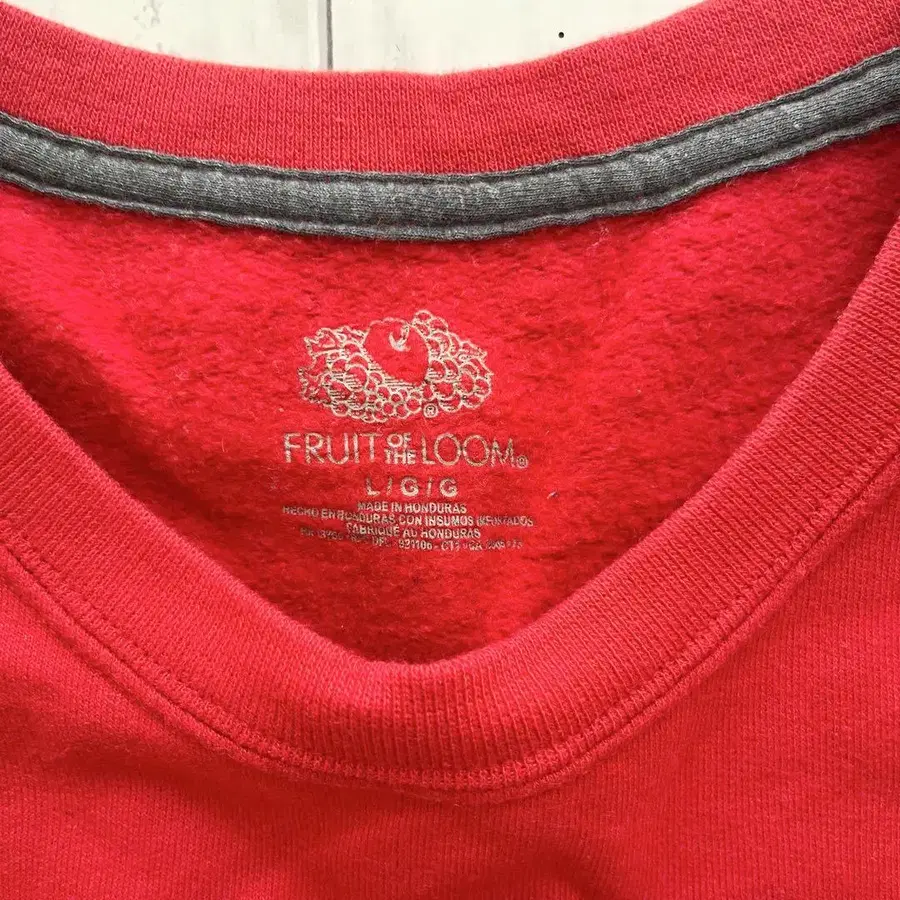 FRUIT OF THE LOOM®
L/G/G
MADE IN HONDURAS
HECHO EN HONDURAS CON INSUMOS IMPORTADOS
FABRIQUE AU HONDURAS